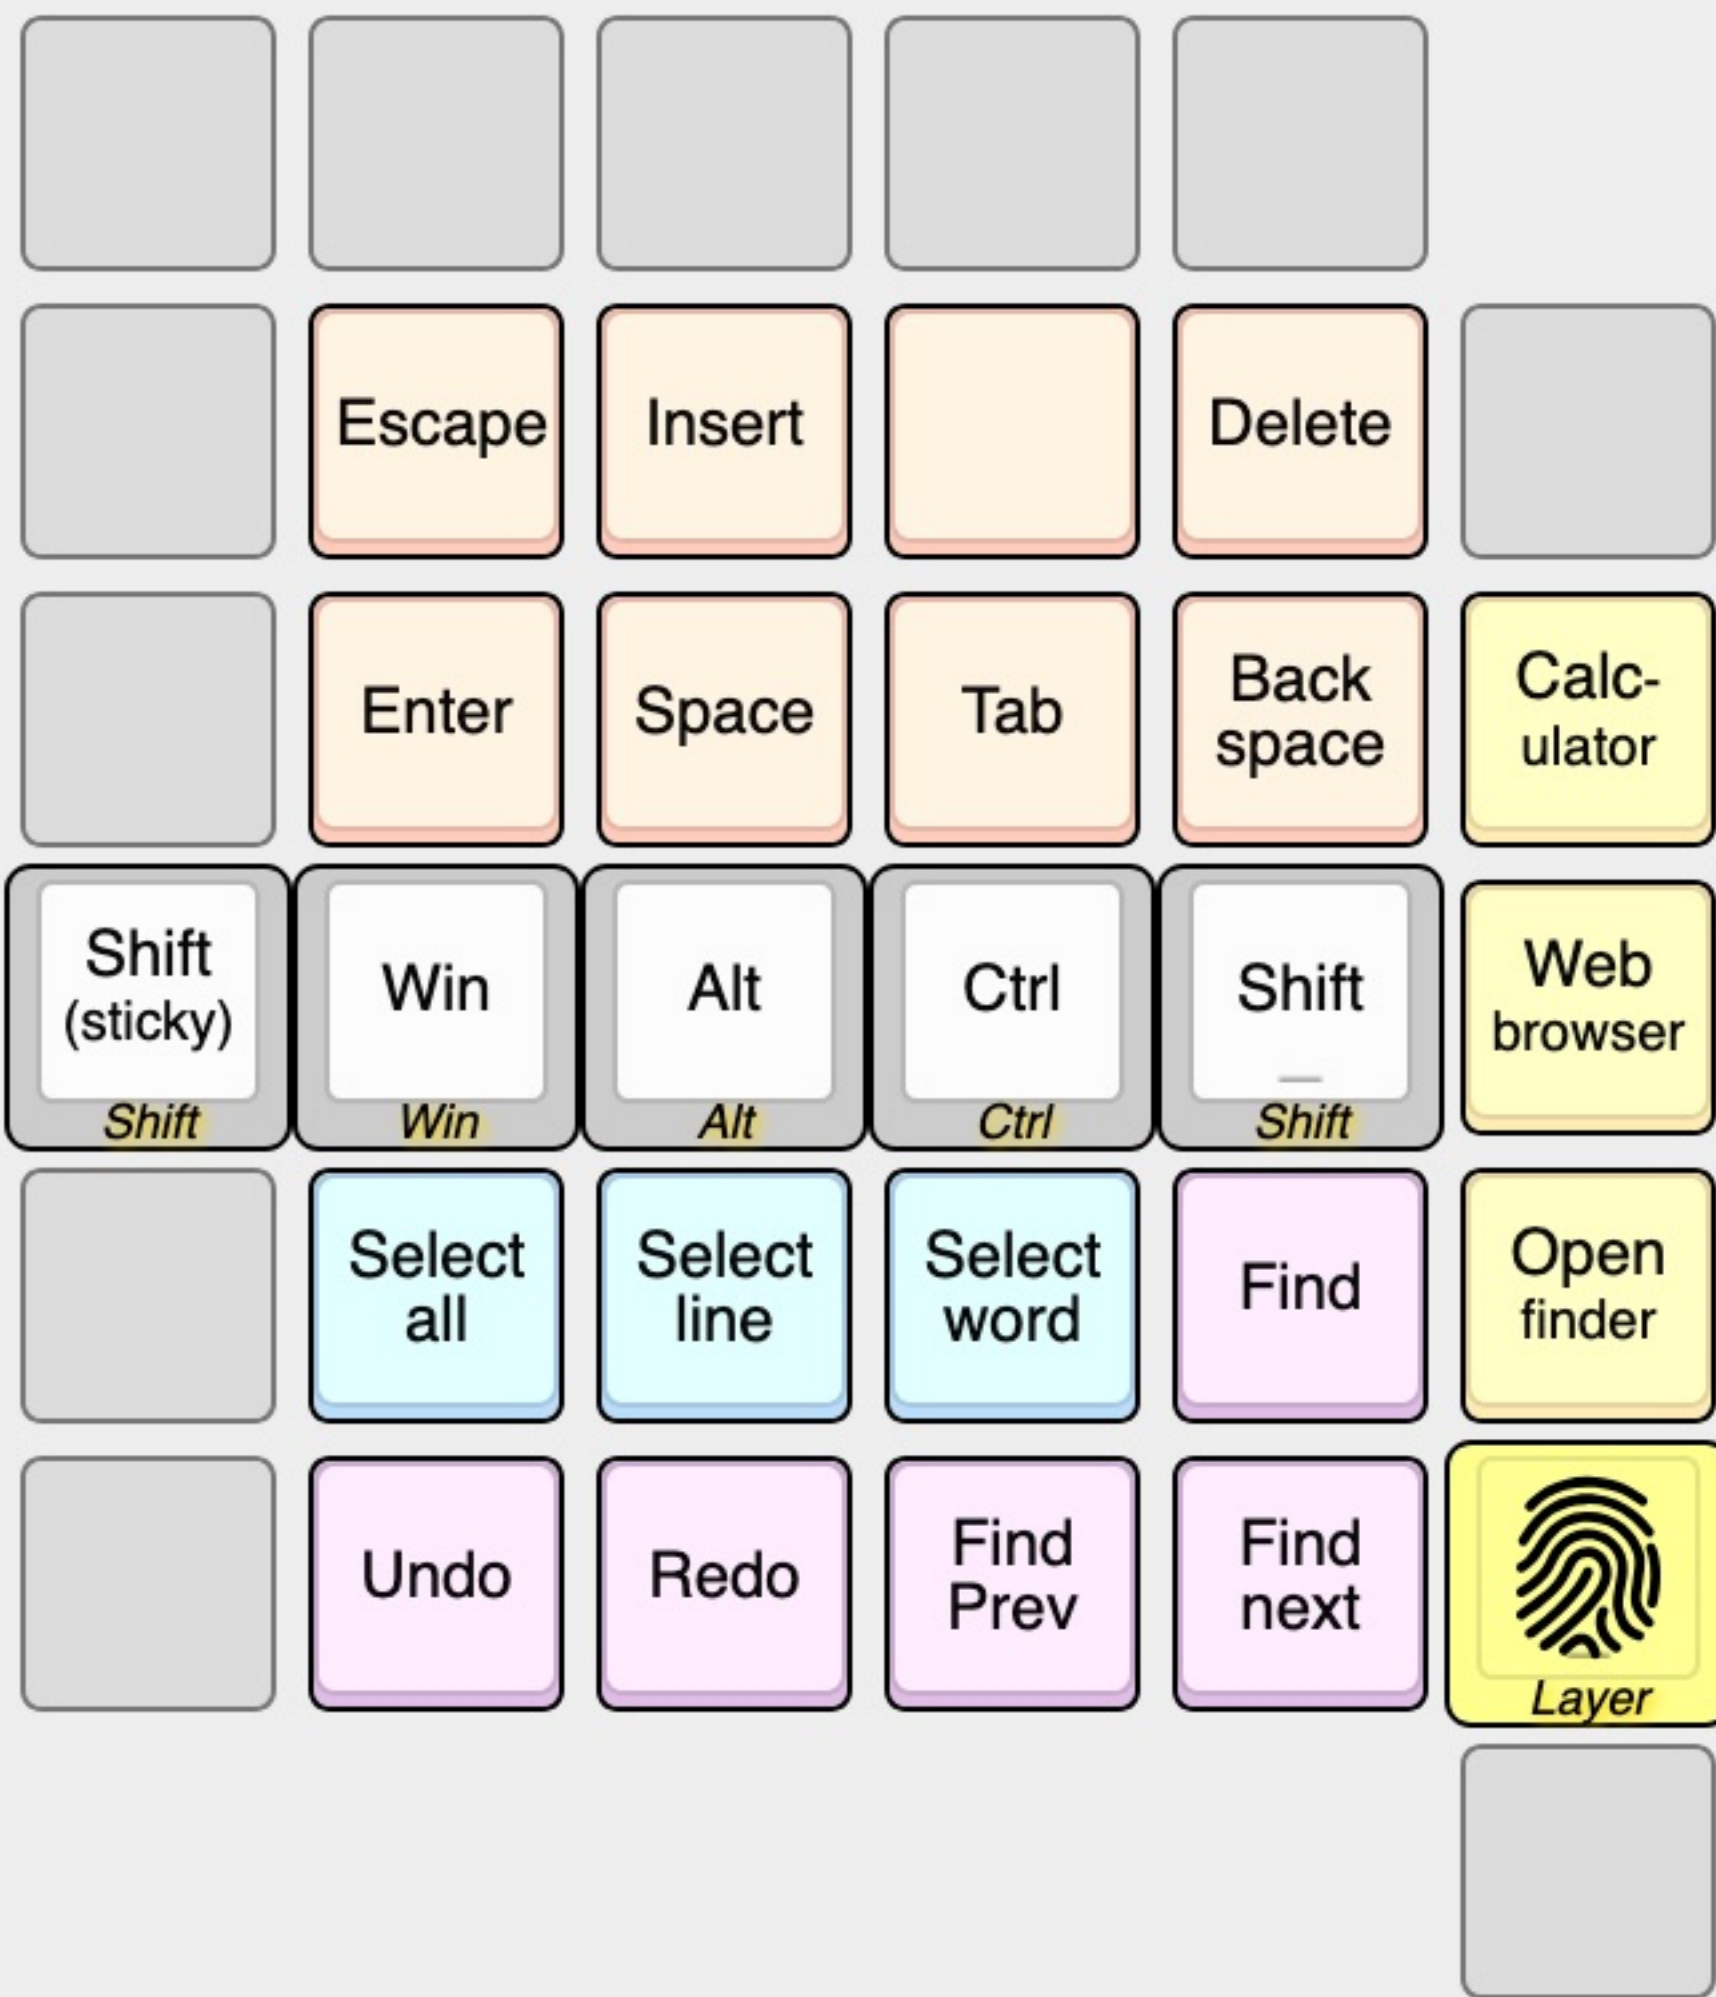 Escape Insert Delete
Enter Space Tab Back space Calc- ulator
Shift (sticky) Win Alt Ctrl Shift _ Web browser
Shift Win Alt Ctrl Shift
Select all Select line Select word Find Open finder
Undo Redo Find Prev Find next
Layer